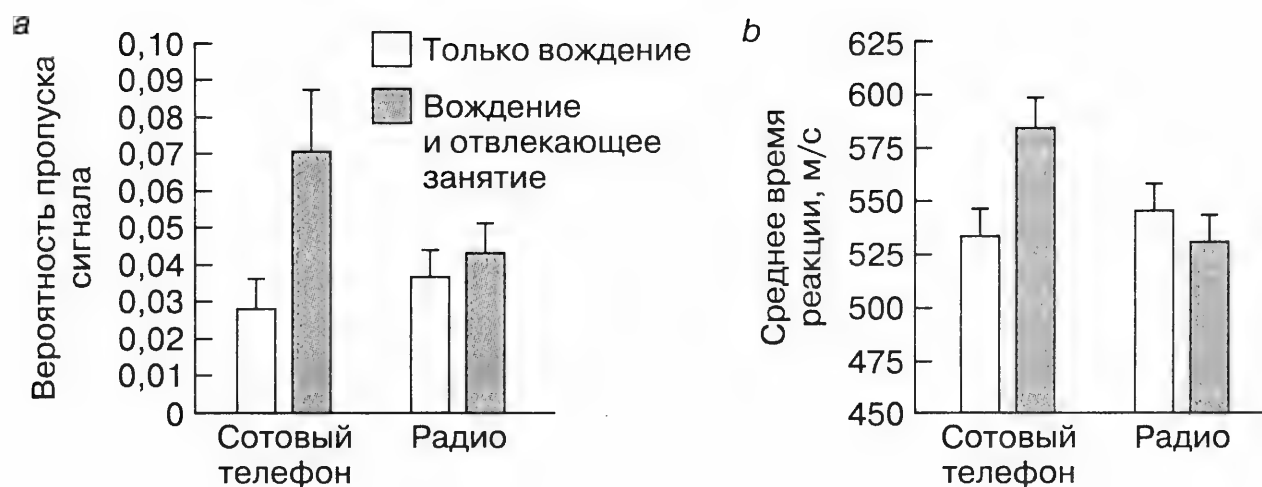 a
Вероятность пропуска
сигнала
0,10
0,09
0,08
0,07
0,06
0,05
0,04
0,03
0,02
0,01
0
Сотовый
телефон
Радио
Только вождение
Вождение
и отвлекающее
занятие
b
Среднее время
реакции, м/с
625
600
575
550
525
500
475
450
Сотовый
телефон
Радио